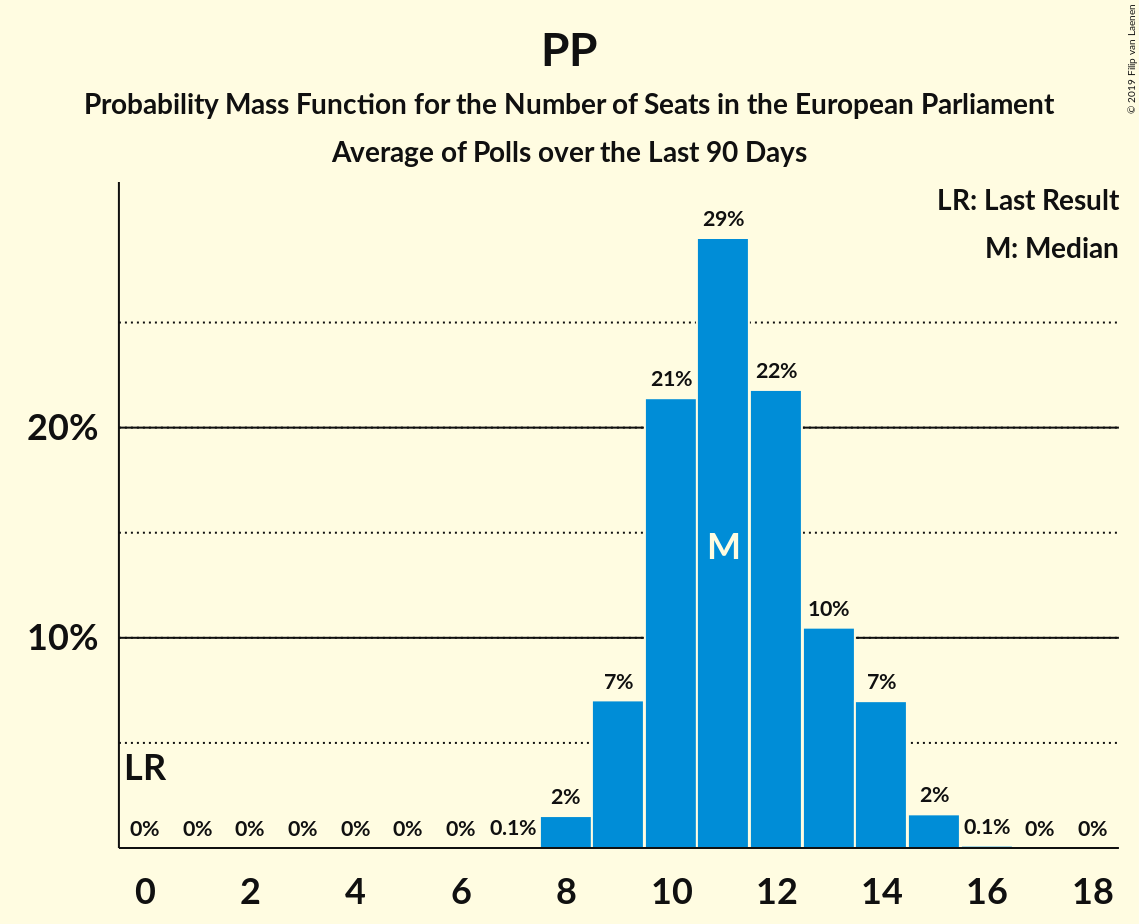 PP
Probability Mass Function for the Number of Seats in the European Parliament
Average of Polls over the Last 90 Days
© 2019 Filip van Laenen
LR: Last Result
M: Median
29%
22%
21%
20%
M
10%
10%
7%
7%
LR
2%
2%
0% 0% 0% 0% 0% 0% 0% 0.1% 0.1% 0% 0%
0 2 4 6 8 10 12 14 16 18